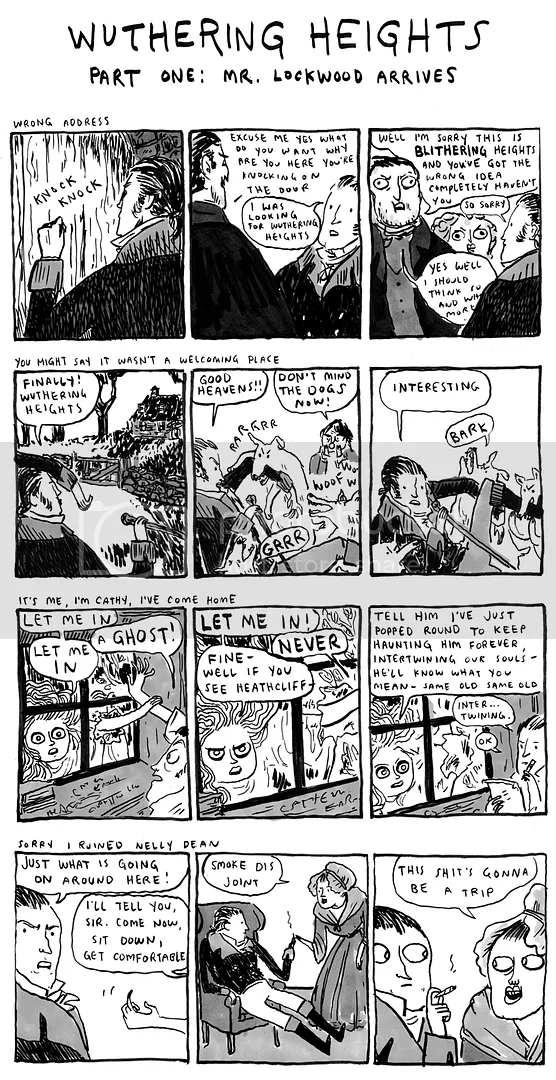 WUTHERING HEIGHTS
PART ONE: MR. LOCKWOOD ARRIVES
WRONG ADDRESS
KNOCK
KNOCK
EXCUSE ME YES WHAT
DO YOU WANT WHY
ARE YOU HERE YOU'RE
KNOCKING ON
THE DOOR
I WAS
LOOKING
FOR WUTHERING
HEIGHTS
WELL I'M SORRY THIS IS
BLITHERING HEIGHTS
AND YOU'VE GOT THE
WRONG IDEA
COMPLETELY HAVEN'T
YOU
SO SORRY
YES WELL
I SHOULD
THINK SO
AND
MORE
YOU MIGHT SAY IT WASN'T A WELCOMING PLACE
FINALLY!
WUTHERING
HEIGHTS
GOOD
HEAVENS!!
DON'T MIND
THE DOGS
NOW!
RARRRR
WOOF
WOOF W
GRRR
INTERESTING
BARK
IT'S ME, I'M CATHY, I'VE COME HOME
LET ME IN
A GHOST!
LET ME
IN
LET ME IN!
NEVER
FINE-
WELL IF YOU
SEE HEATHCLIFF
TELL HIM I'VE JUST
POPPED ROUND TO KEEP
HAUNTING HIM FOREVER,
INTERTWINING OUR SOULS-
HE'LL KNOW WHAT YOU
MEAN- SAME OLD SAME OLD
INTER...
TWINING.
OK
SORRY I RUINED NELLY DEAN
JUST WHAT IS GOING
ON AROUND HERE!
I'LL TELL YOU,
SIR. COME NOW,
SIT DOWN,
GET COMFORTABLE
SMOKE DIS
JOINT
THIS SHIT'S GONNA
BE A TRIP